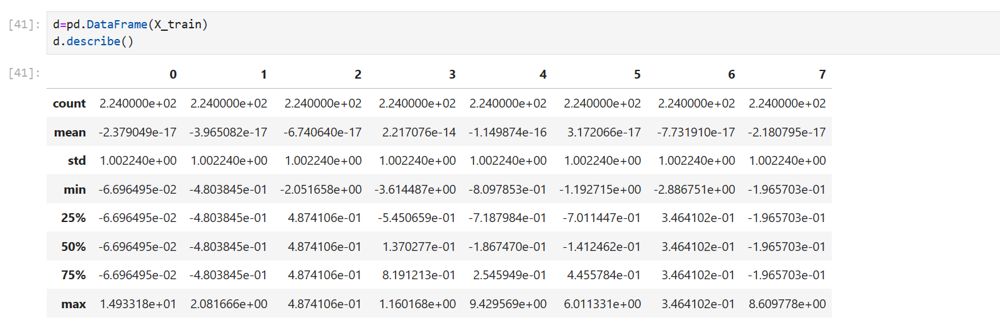 [41]: d=pd.DataFrame(X_train)
d.describe()
[41]:
0 1 2 3 4 5 6 7
count 2.240000e+02 2.240000e+02 2.240000e+02 2.240000e+02 2.240000e+02 2.240000e+02 2.240000e+02 2.240000e+02
mean -2.379049e-17 -3.965082e-17 -6.740640e-17 2.217076e-14 -1.149874e-16 3.172066e-17 -7.731910e-17 -2.180795e-17
std 1.002240e+00 1.002240e+00 1.002240e+00 1.002240e+00 1.002240e+00 1.002240e+00 1.002240e+00 1.002240e+00
min -6.696495e-02 -4.803845e-01 -2.051658e+00 -3.614487e+00 -8.097853e-01 -1.192715e+00 -2.886751e+00 -1.965703e-01
25% -6.696495e-02 -4.803845e-01 4.874106e-01 -5.450659e-01 -7.187984e-01 -7.011447e-01 3.464102e-01 -1.965703e-01
50% -6.696495e-02 -4.803845e-01 4.874106e-01 1.370277e-01 -1.867470e-01 -1.412462e-01 3.464102e-01 -1.965703e-01
75% -6.696495e-02 -4.803845e-01 4.874106e-01 8.191213e-01 2.545949e-01 4.455784e-01 3.464102e-01 -1.965703e-01
max 1.493318e+01 2.081666e+00 4.874106e-01 1.160168e+00 9.429569e+00 6.011331e+00 3.464102e-01 8.609778e+00